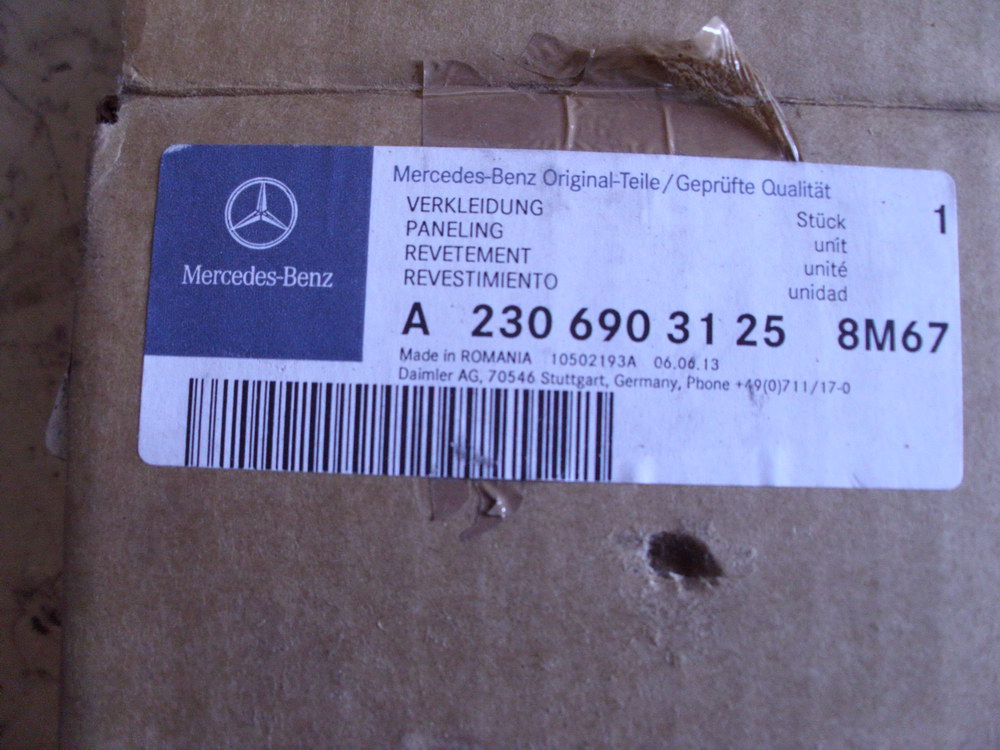 Mercedes-Benz
Mercedes-Benz Original-Teile/Geprüfte Qualität
VERKLEIDUNG
PANELING
REVETEMENT
REVESTIMIENTO
Stück 1
unit
unité
unidad
A 230 690 31 25 8M67
Made in ROMANIA 10502193A 06.06.13
Daimler AG, 70546 Stuttgart, Germany, Phone +49(0)711/17-0